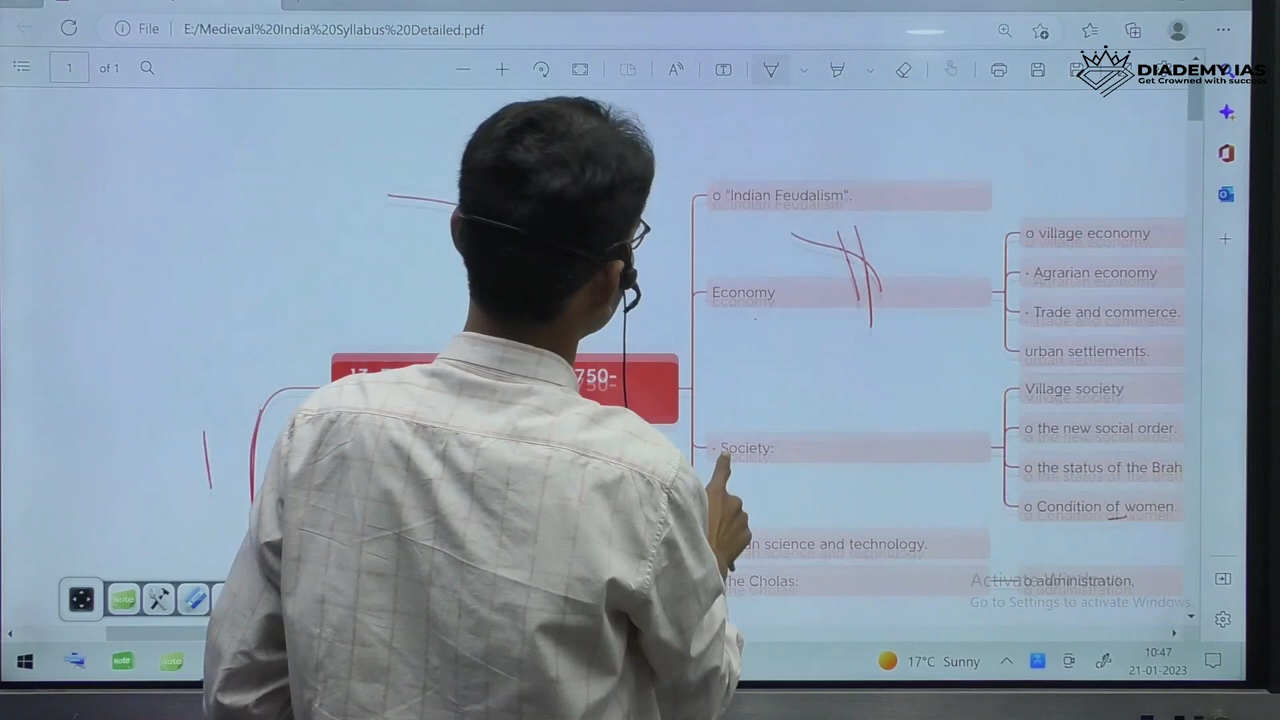 File E:/Medieval%20India%20Syllabus%20Detailed.pdf
1 of 1
DIADEMY IAS
Get Crowned with success
o "Indian Feudalism".
o village economy
· Agrarian economy
Economy
· Trade and commerce.
urban settlements.
750-
Village society
o the new social order.
· Society:
o the status of the Brah
o Condition of women.
science and technology.
Cholas:
o administration,
Activate Windows
Go to Settings to activate Windows.
Note
Note
Note
17°C Sunny
10:47
21-01-2023